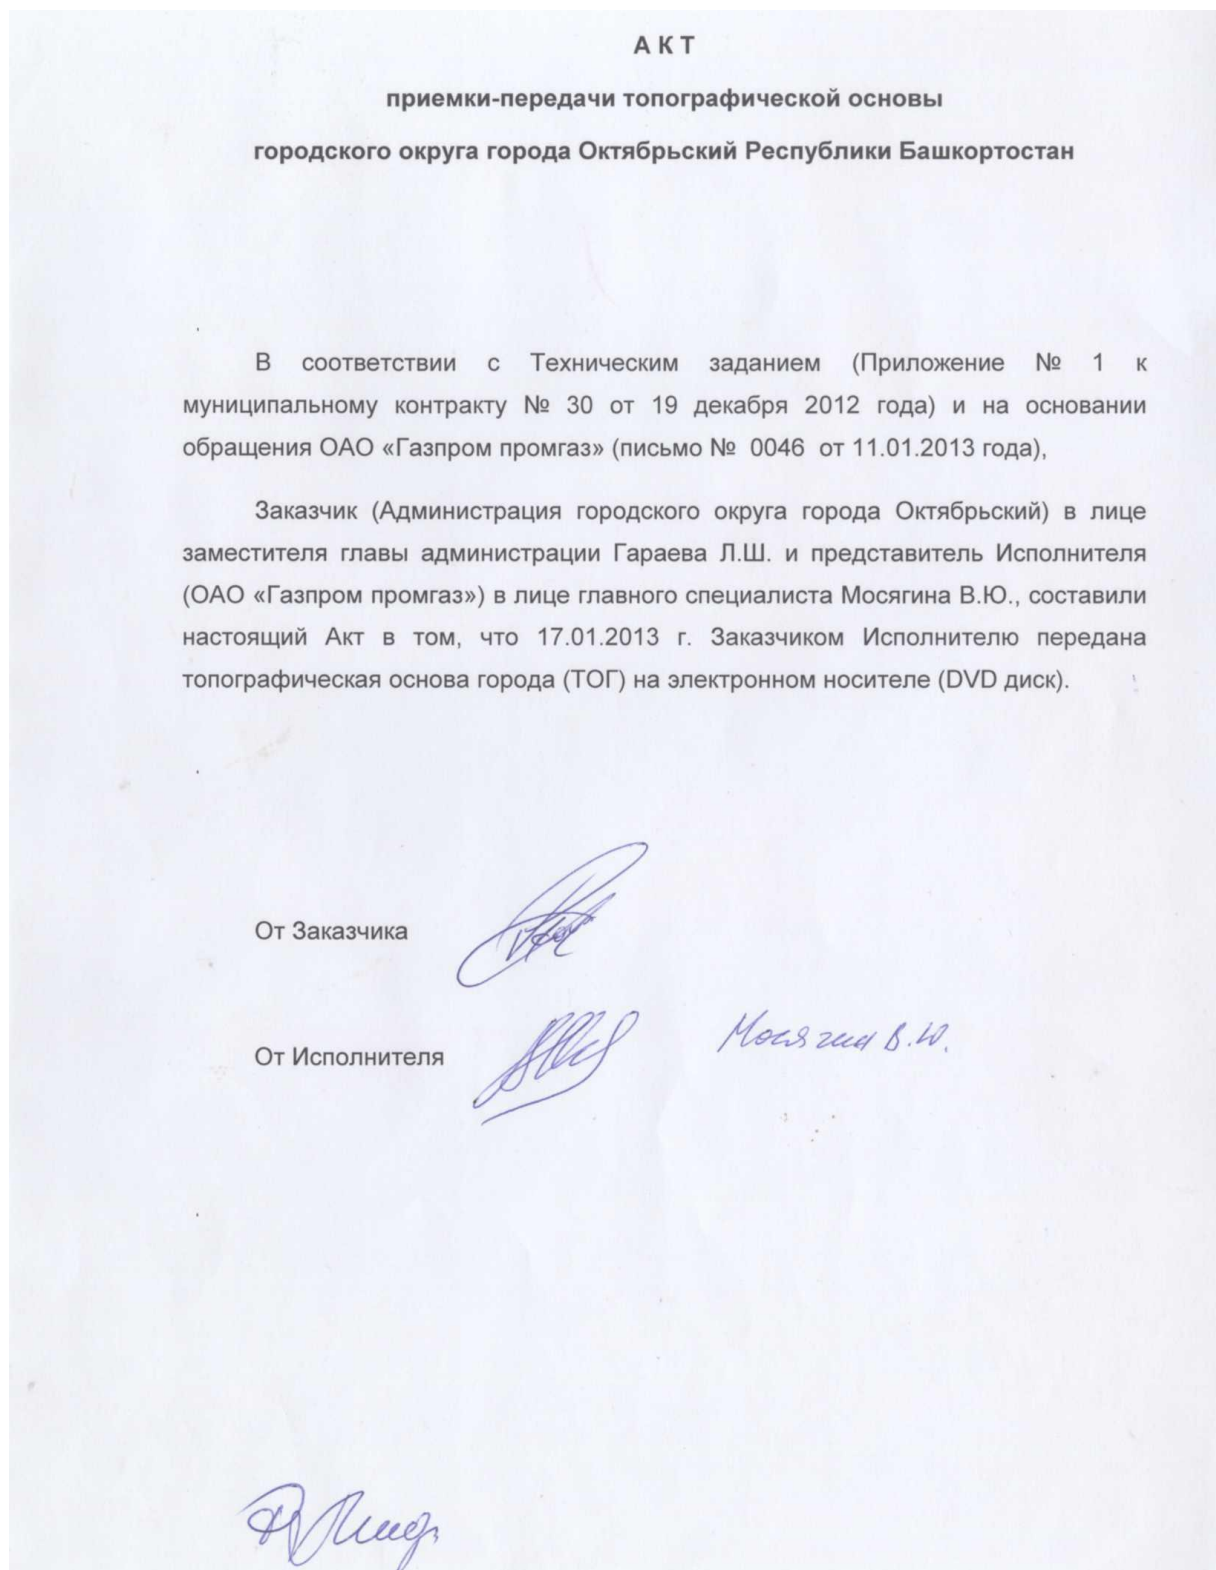 А К Т
приемки-передачи топографической основы
городского округа города Октябрьский Республики Башкортостан
В соответствии с Техническим заданием (Приложение № 1 к
муниципальному контракту № 30 от 19 декабря 2012 года) и на основании
обращения ОАО «Газпром промгаз» (письмо № 0046 от 11.01.2013 года),
Заказчик (Администрация городского округа города Октябрьский) в лице
заместителя главы администрации Гараева Л.Ш. и представитель Исполнителя
(ОАО «Газпром промгаз») в лице главного специалиста Мосягина В.Ю., составили
настоящий Акт в том, что 17.01.2013 г. Заказчиком Исполнителю передана
топографическая основа города (ТОГ) на электронном носителе (DVD диск).
От Заказчика
От Исполнителя Мосягин В.Ю.